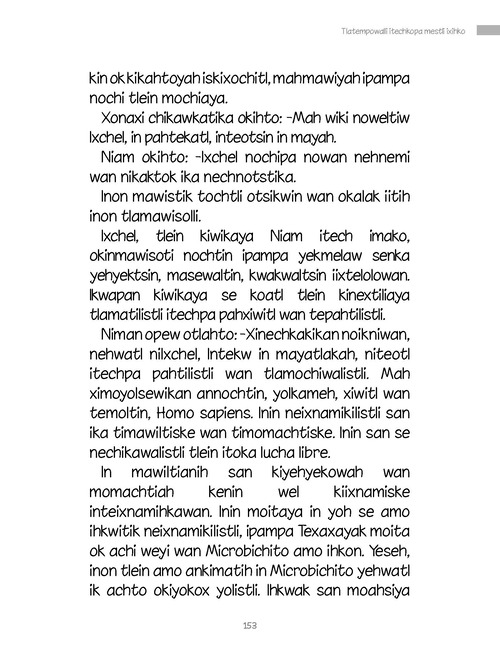 Tlatempowalli itechkopa mestli ixihko
kin ok kikahtoyah iskixochitl, mahmawiyah ipampa
nochi tlein mochiaya.
Xonaxi chikawkatika okihto: -Mah wiki noweltiw
Ixchel, in pahtekatl, inteotsin in mayah.
Niam okihto: -Ixchel nochipa nowan nehnemi
wan nikaktok ika nechnotstika.
Inon mawistik tochtli otsikwin wan okalak iitih
inon tlamawisolli.
Ixchel, tlein kiwikaya Niam itech imako,
okinmawisoti nochtin ipampa yekmelaw senka
yehyektsin, masewaltin, kwakwaltsin iixtelolowan.
Ikwapan kiwikaya se koatl tlein kinextiliaya
tlamatilistli itechpa pahxiwitl wan tepahtilistli.
Niman opew otlahto: -Xinechkakikan noikniwan,
nehwatl niIxchel, Intekw in mayatlakah, niteotl
itechpa pahtilistli wan tlamochiwalistli. Mah
ximoyolsewikan annochtin, yolkameh, xiwitl wan
temoltin, Homo sapiens. Inin neixnamikilistli san
ika timawiltiske wan timomachtiske. Inin san se
nechikawalistli tlein itoka lucha libre.
In mawiltianih san kiyehyekowah wan
momachtiah kenin wel kiixnamiske
inteixnamihkawan. Inin moitaya in yoh se amo
ihkwitik neixnamikilistli, ipampa Texaxayak moita
ok achi weyi wan Microbichito amo ihkon. Yeseh,
inon tlein amo ankimatih in Microbichito yehwatl
ik achto okiyokox yolistli. Ihkwak san moahsiya
153